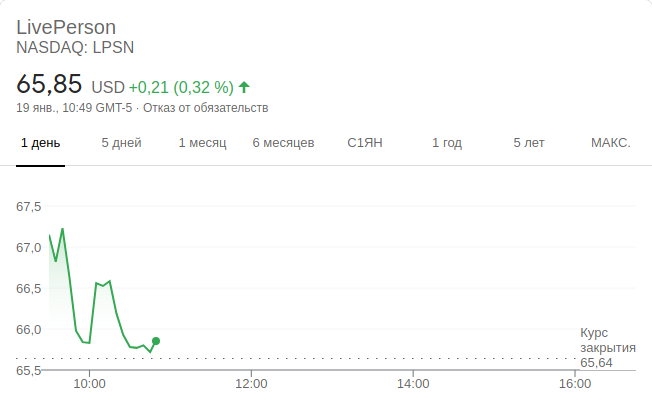 LivePerson
NASDAQ: LPSN
65,85 USD +0,21 (0,32 %)
19 янв., 10:49 GMT-5 · Отказ от обязательств
1 день 5 дней 1 месяц 6 месяцев С1ЯН 1 год 5 лет МАКС.
67,5
67,0
66,5
66,0
65,5
Курс
закрытия
65,64
10:00 12:00 14:00 16:00